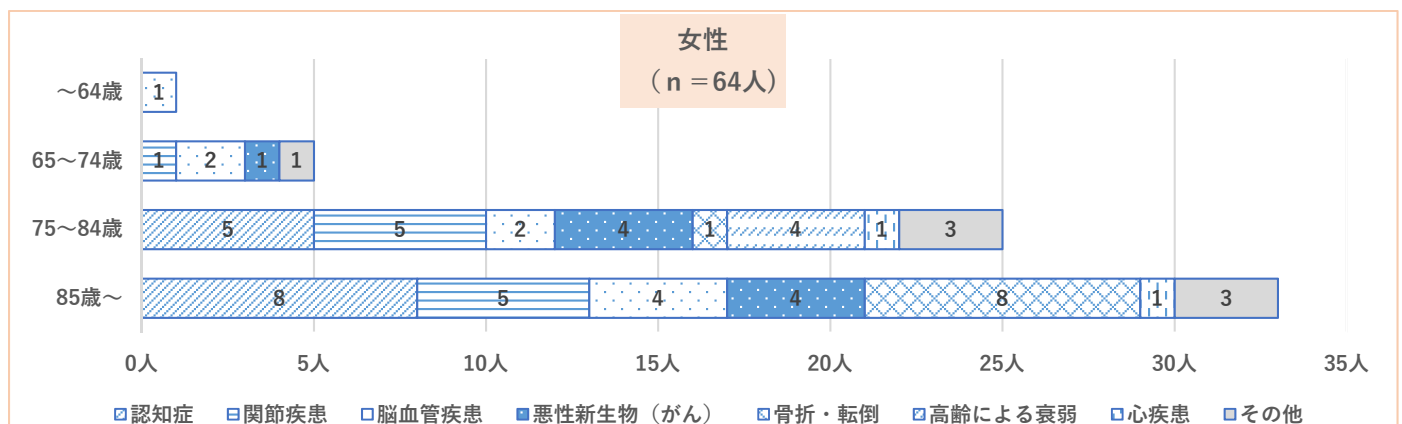 女性
（ｎ＝64人）
～64歳
1
65～74歳
1 2 1 1
75～84歳
5 5 2 4 1 4 1 3
85歳～
8 5 4 4 8 1 3
0人 5人 10人 15人 20人 25人 30人 35人
認知症 関節疾患 脳血管疾患 悪性新生物（がん） 骨折・転倒 高齢による衰弱 心疾患 その他